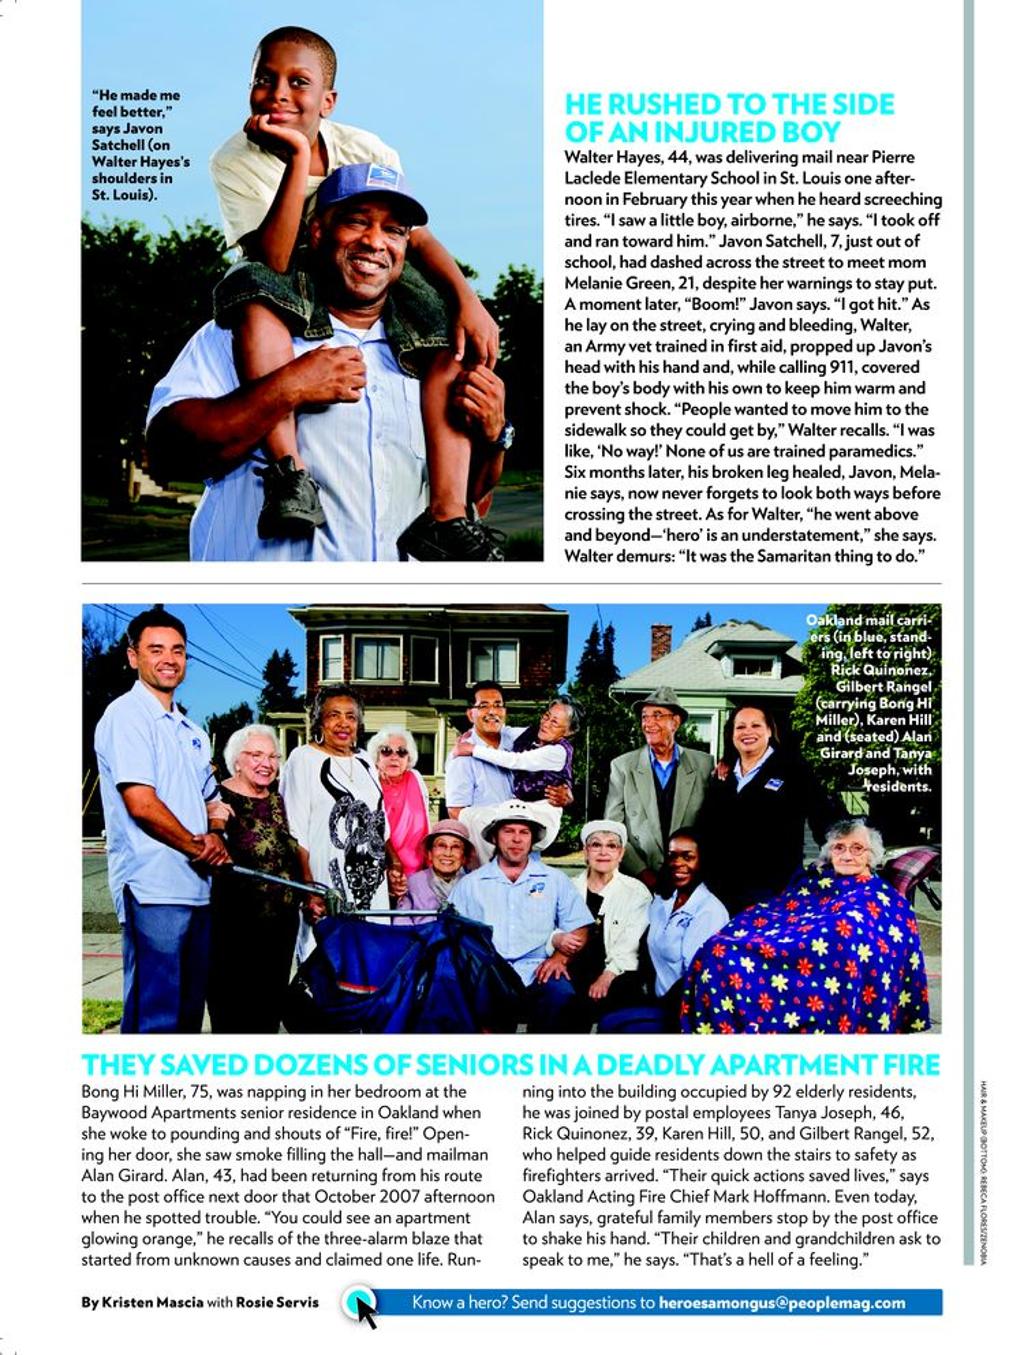 “He made me
feel better,”
says Javon
Satchell (on
Walter Hayes’s
shoulders in
St. Louis).
HE RUSHED TO THE SIDE
OF AN INJURED BOY
Walter Hayes, 44, was delivering mail near Pierre
Laclede Elementary School in St. Louis one after-
noon in February this year when he heard screeching
tires. “I saw a little boy, airborne,” he says. “I took off
and ran toward him.” Javon Satchell, 7, just out of
school, had dashed across the street to meet mom
Melanie Green, 21, despite her warnings to stay put.
A moment later, “Boom!” Javon says. “I got hit.” As
he lay on the street, crying and bleeding, Walter,
an Army vet trained in first aid, propped up Javon’s
head with his hand and, while calling 911, covered
the boy’s body with his own to keep him warm and
prevent shock. “People wanted to move him to the
sidewalk so they could get by,” Walter recalls. “I was
like, ‘No way!’ None of us are trained paramedics.”
Six months later, his broken leg healed, Javon, Mela-
nie says, now never forgets to look both ways before
crossing the street. As for Walter, “he went above
and beyond—‘hero’ is an understatement,” she says.
Walter demurs: “It was the Samaritan thing to do.”
Oakland mail carri-
ers (in blue, stand-
ing, left to right)
Rick Quinonez,
Gilbert Rangel
(carrying Bong Hi
Miller), Karen Hill
and (seated) Alan
Girard and Tanya
Joseph, with
residents.
THEY SAVED DOZENS OF SENIORS IN A DEADLY APARTMENT FIRE
Bong Hi Miller, 75, was napping in her bedroom at the
Baywood Apartments senior residence in Oakland when
she woke to pounding and shouts of “Fire, fire!” Open-
ing her door, she saw smoke filling the hall—and mailman
Alan Girard. Alan, 43, had been returning from his route
to the post office next door that October 2007 afternoon
when he spotted trouble. “You could see an apartment
glowing orange,” he recalls of the three-alarm blaze that
started from unknown causes and claimed one life. Run-
ning into the building occupied by 92 elderly residents,
he was joined by postal employees Tanya Joseph, 46,
Rick Quinonez, 39, Karen Hill, 50, and Gilbert Rangel, 52,
who helped guide residents down the stairs to safety as
firefighters arrived. “Their quick actions saved lives,” says
Oakland Acting Fire Chief Mark Hoffmann. Even today,
Alan says, grateful family members stop by the post office
to shake his hand. “Their children and grandchildren ask to
speak to me,” he says. “That’s a hell of a feeling.”
HAIR & MAKEUP (BOTTOM): REBECA FLORES/ZENOBIA
By Kristen Mascia with Rosie Servis
Know a hero? Send suggestions to heroesamongus@peoplemag.com